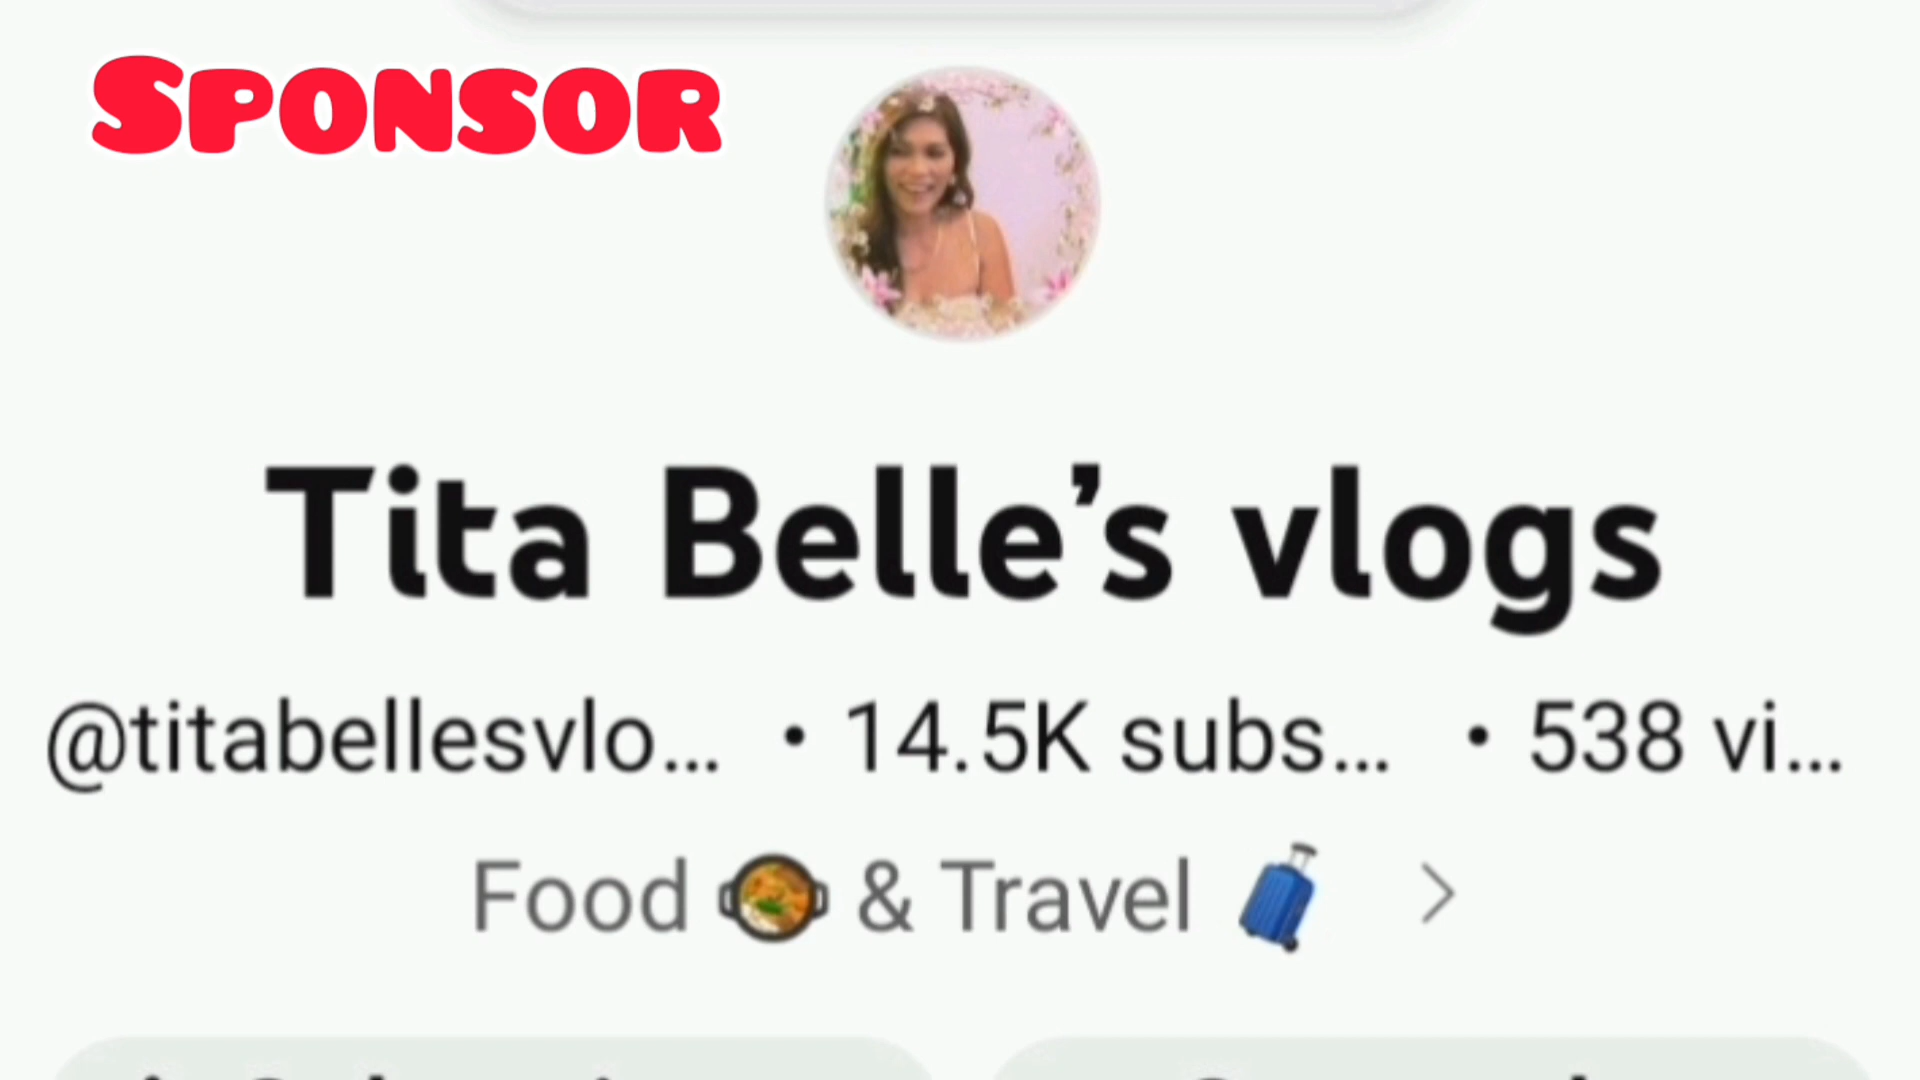 SPONSOR
Tita Belle’s vlogs
@titabellesvlo... • 14.5K subs... • 538 vi...
Food 🥘 & Travel 🧳 >